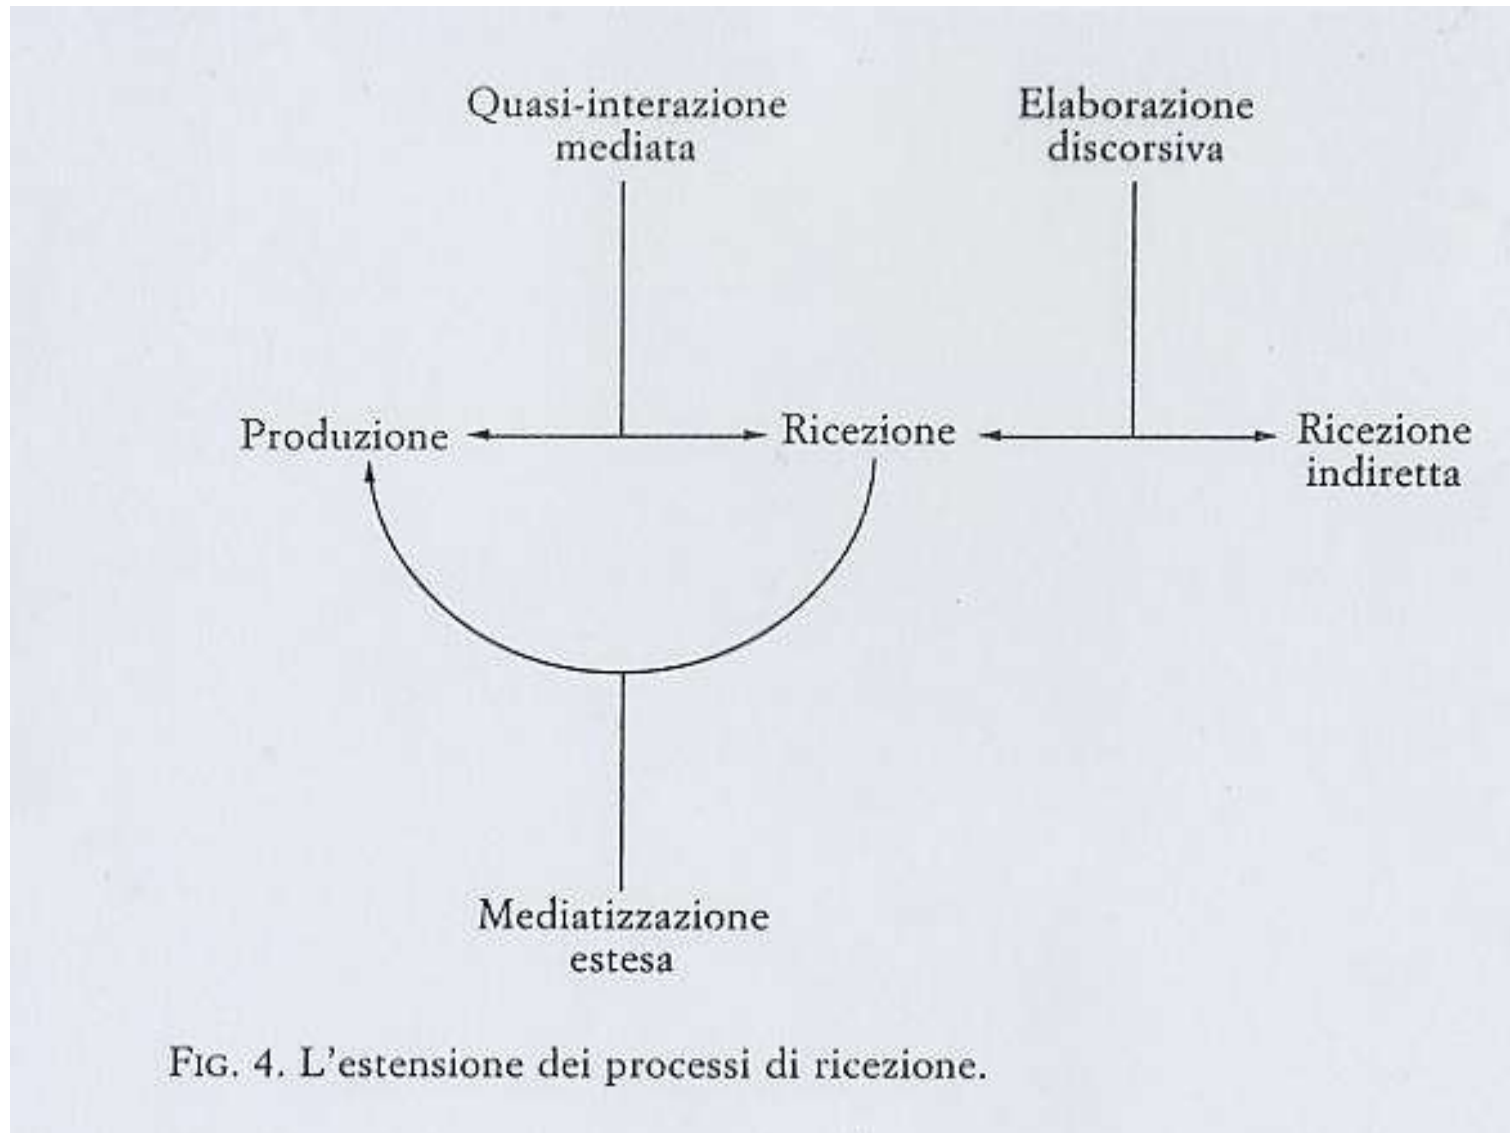 Quasi-interazione
mediata
Elaborazione
discorsiva
Produzione
Ricezione
Ricezione
indiretta
Mediatizzazione
estesa
FIG. 4. L'estensione dei processi di ricezione.